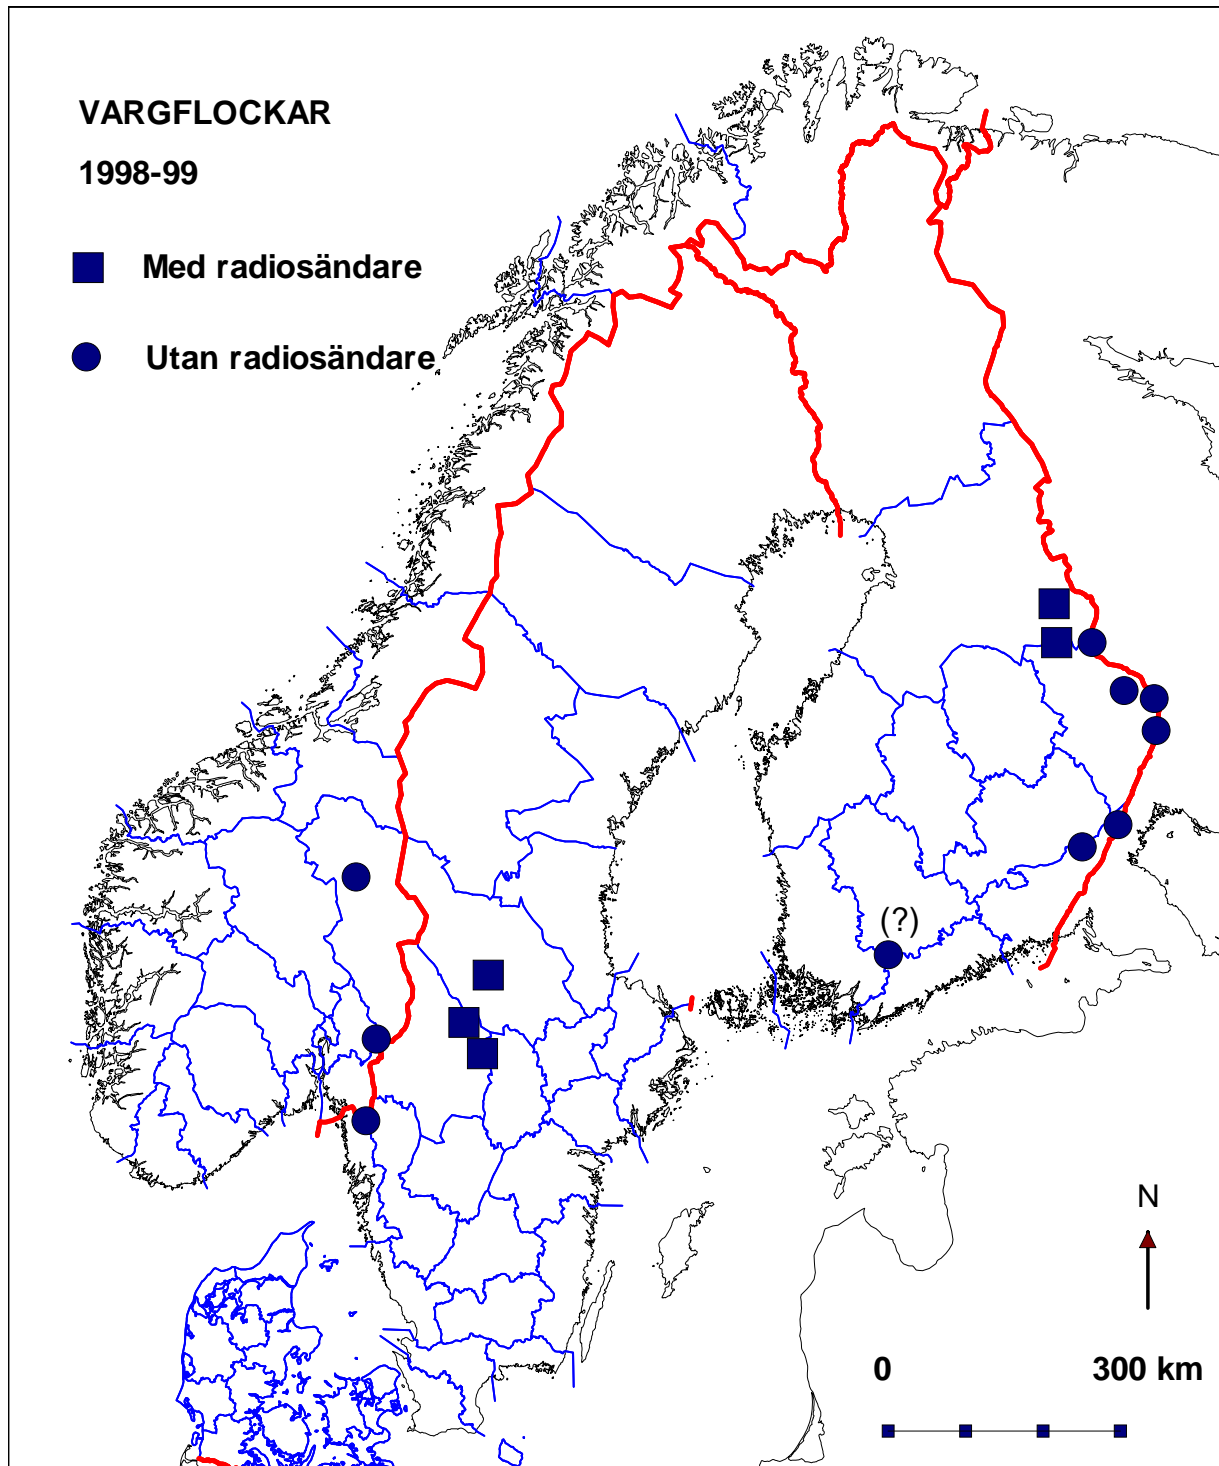 VARGFLOCKAR
1998-99
Med radiosändare
Utan radiosändare
(?)
N
0 300 km